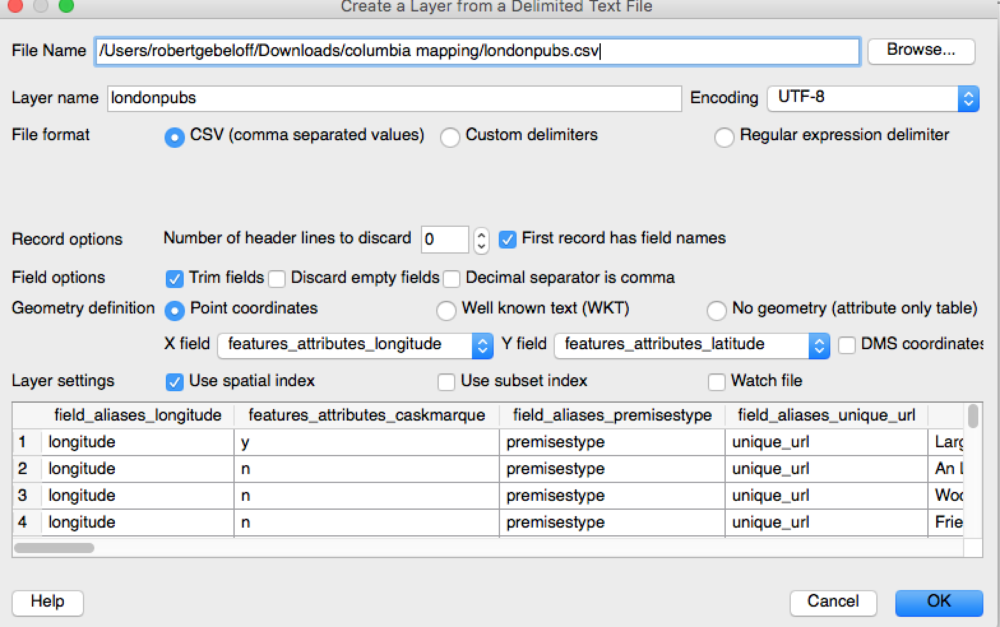 Create a Layer from a Delimited Text File
File Name /Users/robertgebeloff/Downloads/columbia mapping/londonpubs.csv Browse...
Layer name londonpubs Encoding UTF-8
File format CSV (comma separated values) Custom delimiters Regular expression delimiter
Record options Number of header lines to discard 0 First record has field names
Field options Trim fields Discard empty fields Decimal separator is comma
Geometry definition Point coordinates Well known text (WKT) No geometry (attribute only table)
X field features_attributes_longitude Y field features_attributes_latitude DMS coordinates
Layer settings Use spatial index Use subset index Watch file
field_aliases_longitude features_attributes_caskmarque field_aliases_premisestype field_aliases_unique_url
1 longitude y premisestype unique_url Larg
2 longitude n premisestype unique_url An
3 longitude n premisestype unique_url Woo
4 longitude n premisestype unique_url Frie
Help Cancel OK